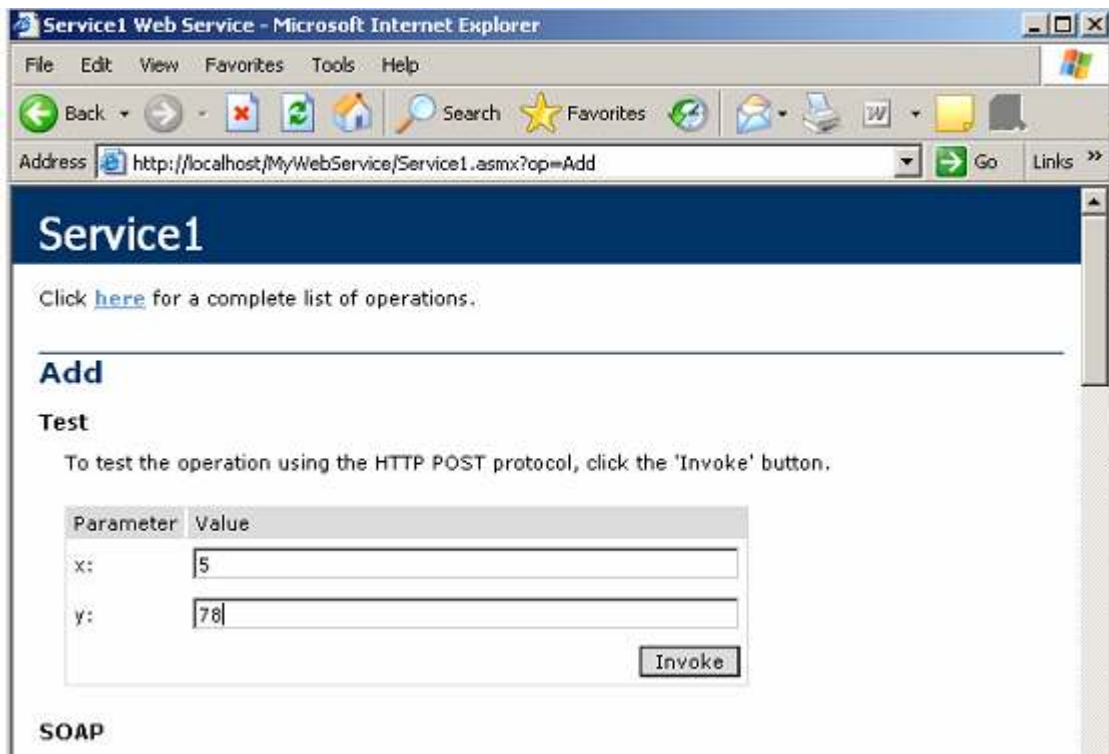 Service1 Web Service - Microsoft Internet Explorer
File Edit View Favorites Tools Help
Back Search Favorites W
Address http://localhost/MyWebService/Service1.asmx?op=Add Go Links »
Service1
Click here for a complete list of operations.
Add
Test
To test the operation using the HTTP POST protocol, click the 'Invoke' button.
Parameter Value
x: 5
y: 78
Invoke
SOAP